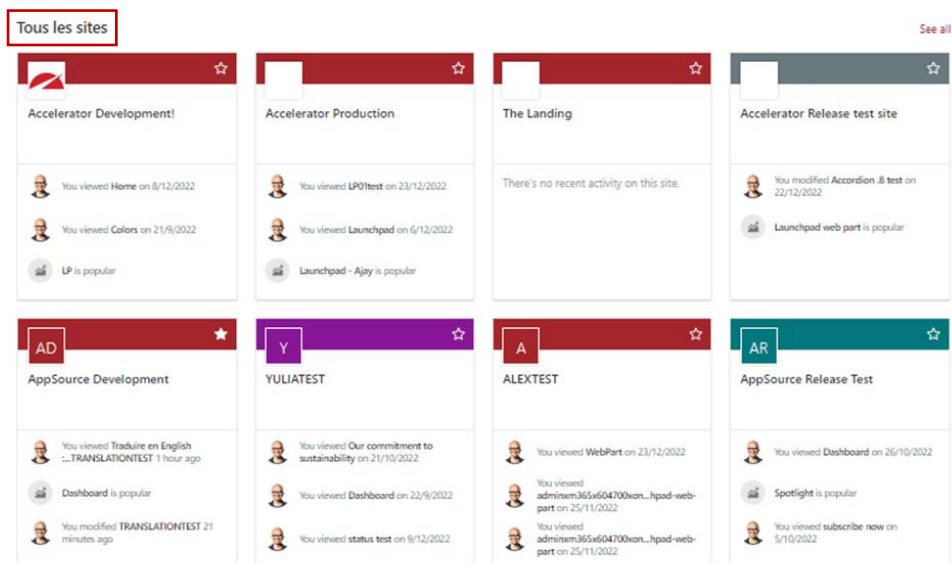 Tous les sites
See all
Accelerator Development!
You viewed Home on 8/12/2022
You viewed Colors on 21/9/2022
LP is popular
Accelerator Production
You viewed LP01test on 23/12/2022
You viewed Launchpad on 6/12/2022
Launchpad - Ajay is popular
The Landing
There's no recent activity on this site.
Accelerator Release test site
You modified Accordion .8 test on
22/12/2022
Launchpad web part is popular
AD
AppSource Development
You viewed Traduire en English
:...TRANSLATIONTEST 1 hour ago
Dashboard is popular
You modified TRANSLATIONTEST 21
minutes ago
Y
YULIATEST
You viewed Our commitment to
sustainability on 21/10/2022
You viewed Dashboard on 22/9/2022
You viewed status test on 9/12/2022
A
ALEXTEST
You viewed WebPart on 23/12/2022
You viewed
adminxm365x604700xon...hpad-web-
part on 25/11/2022
You viewed
adminxm365x604700xon...hpad-web-
part on 25/11/2022
AR
AppSource Release Test
You viewed Dashboard on 26/10/2022
Spotlight is popular
You viewed subscribe now on
5/10/2022